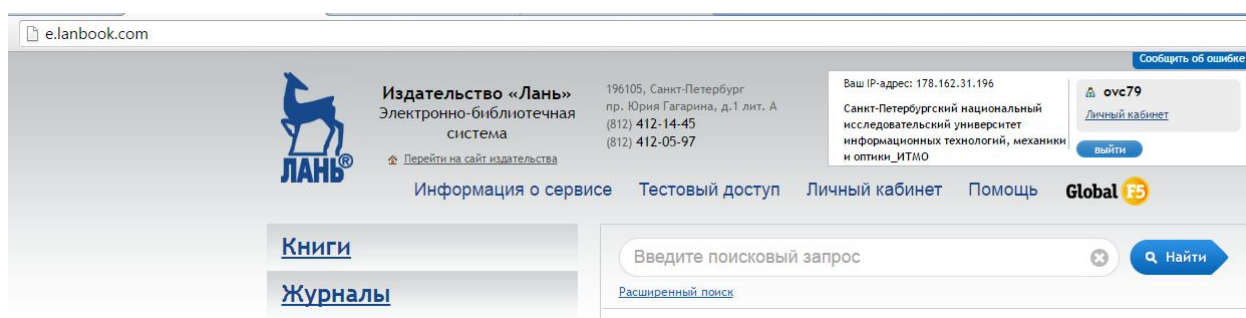 e.lanbook.com
Сообщить об ошибке
ЛАНЬ®
Издательство «Лань»
Электронно-библиотечная
система
Перейти на сайт издательства
196105, Санкт-Петербург
пр. Юрия Гагарина, д.1 лит. А
(812) 412-14-45
(812) 412-05-97
Ваш IP-адрес: 178.162.31.196
Санкт-Петербургский национальный
исследовательский университет
информационных технологий, механики
и оптики_ИТМО
ovc79
Личный кабинет
выйти
Информация о сервисе Тестовый доступ Личный кабинет Помощь Global F5
Книги
Журналы
Введите поисковый запрос
Найти
Расширенный поиск